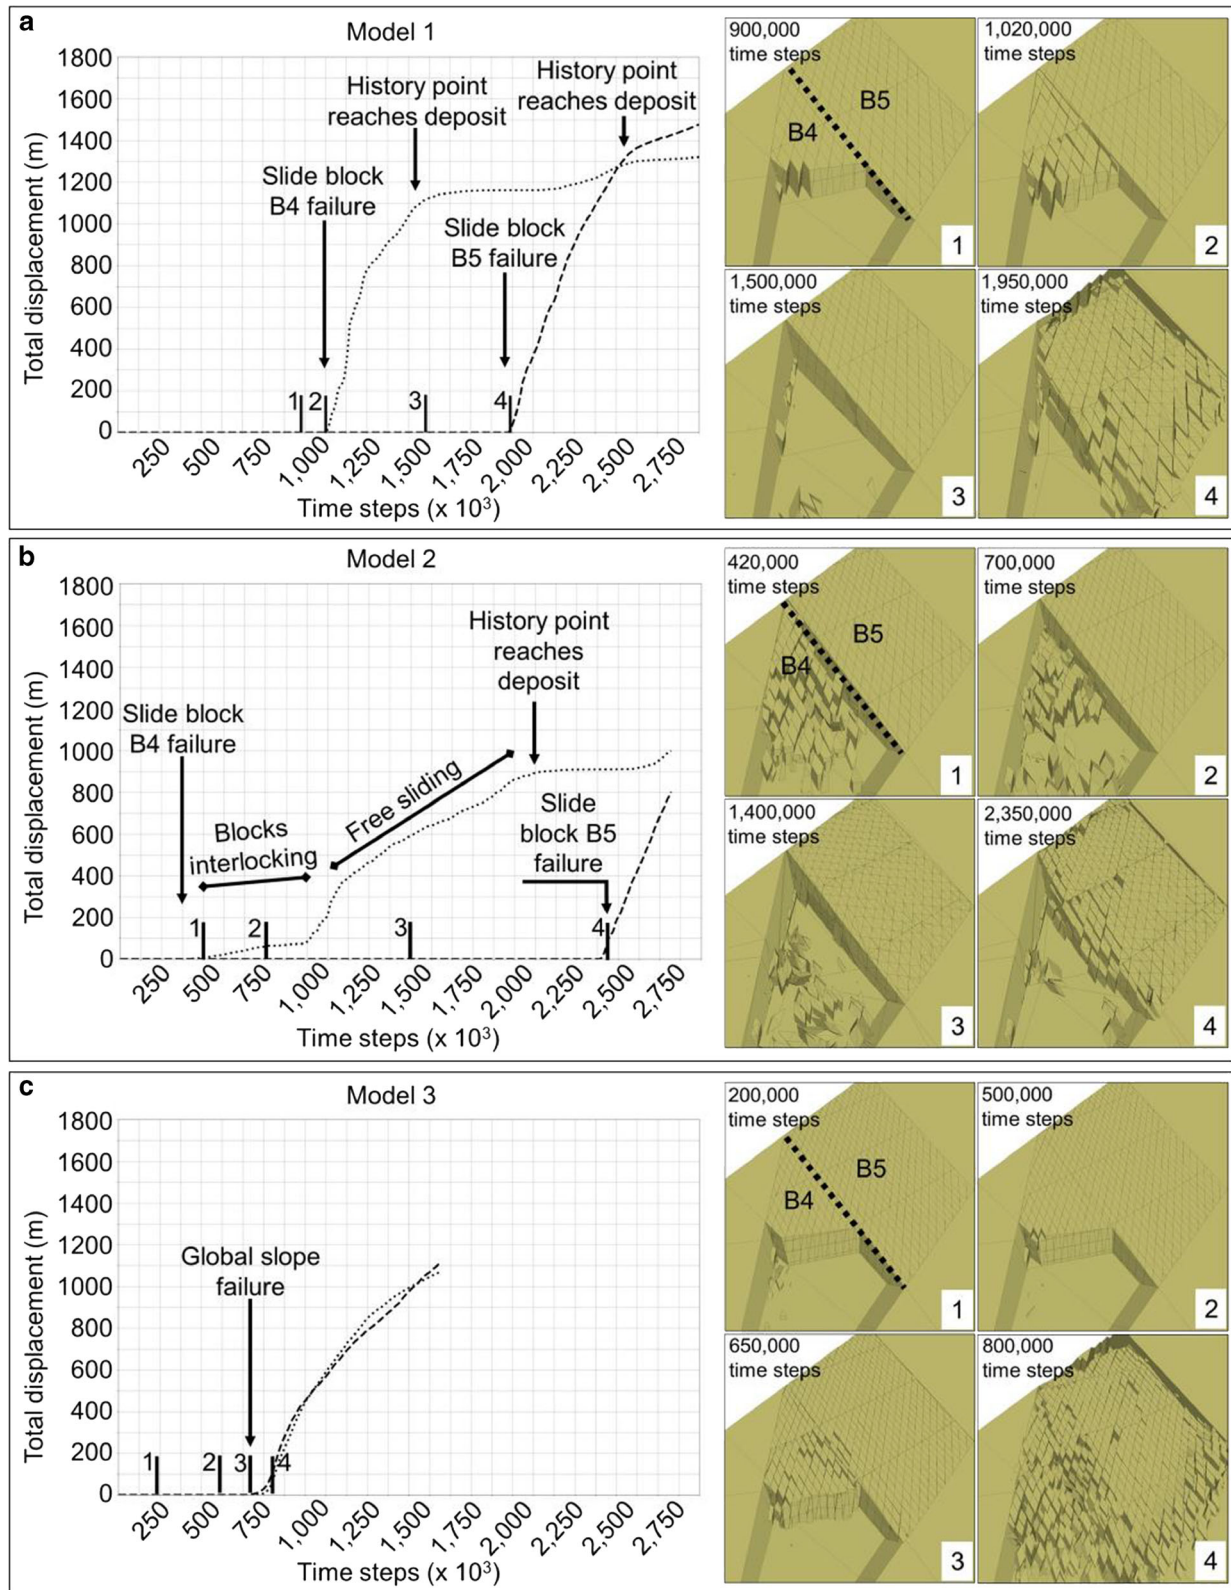 a
Model 1
Total displacement (m)
1800
1600
1400
1200
1000
800
600
400
200
0
History point
reaches deposit
History point
reaches deposit
Slide block
B4 failure
Slide block
B5 failure
1
2
3
4
250
500
750
1,000
1,250
1,500
1,750
2,000
2,250
2,500
2,750
Time steps (x 10³)
900,000
time steps
B4
B5
1
1,020,000
time steps
2
1,500,000
time steps
3
1,950,000
time steps
4
b
Model 2
Total displacement (m)
1800
1600
1400
1200
1000
800
600
400
200
0
Slide block
B4 failure
Blocks
interlocking
Free sliding
History point
reaches
deposit
Slide
block B5
failure
1
2
3
4
250
500
750
1,000
1,250
1,500
1,750
2,000
2,250
2,500
2,750
Time steps (x 10³)
420,000
time steps
B4
B5
1
700,000
time steps
2
1,400,000
time steps
3
2,350,000
time steps
4
c
Model 3
Total displacement (m)
1800
1600
1400
1200
1000
800
600
400
200
0
Global slope
failure
1
2
3
4
250
500
750
1,000
1,250
1,500
1,750
2,000
2,250
2,500
2,750
Time steps (x 10³)
200,000
time steps
B4
B5
1
500,000
time steps
2
650,000
time steps
3
800,000
time steps
4